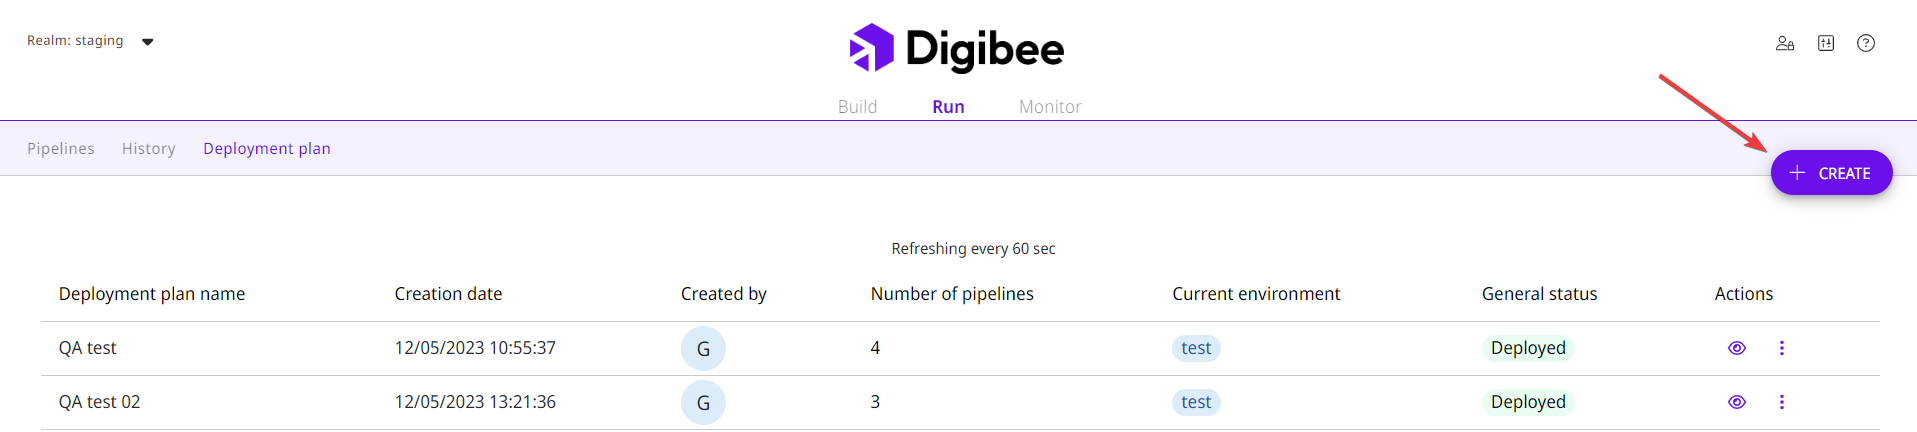 Realm: staging
Digibee
Build Run Monitor
Pipelines History Deployment plan
+ CREATE
Refreshing every 60 sec
Deployment plan name Creation date Created by Number of pipelines Current environment General status Actions
QA test 12/05/2023 10:55:37 G 4 test Deployed
QA test 02 12/05/2023 13:21:36 G 3 test Deployed